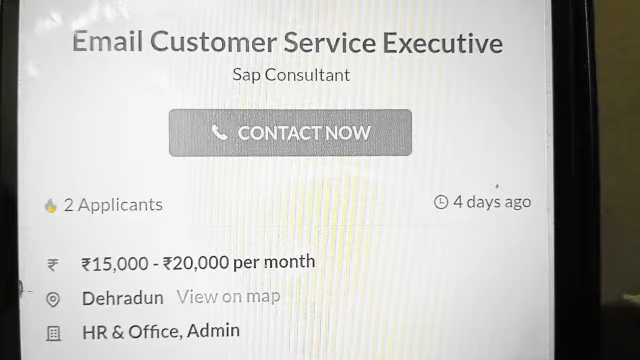 Email Customer Service Executive
Sap Consultant
CONTACT NOW
2 Applicants
4 days ago
₹ ₹15,000 - ₹20,000 per month
Dehradun View on map
HR & Office, Admin